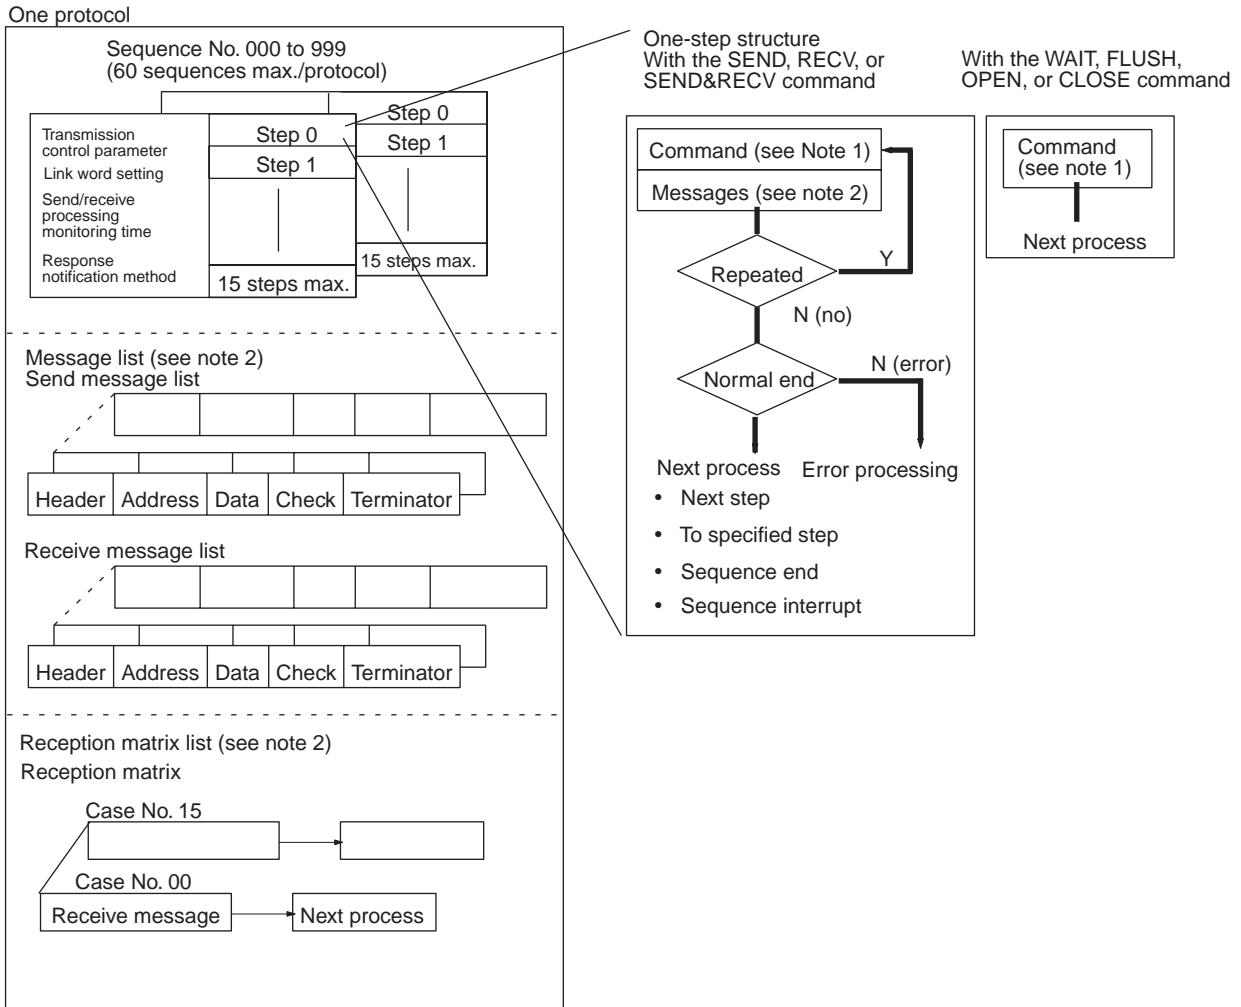 One protocol
Sequence No. 000 to 999
(60 sequences max./protocol)
Transmission
control parameter
Link word setting
Send/receive
processing
monitoring time
Response
notification method
Step 0
Step 1
15 steps max.
Step 0
Step 1
15 steps max.
Message list (see note 2)
Send message list
Header
Address
Data
Check
Terminator
Receive message list
Header
Address
Data
Check
Terminator
Reception matrix list (see note 2)
Reception matrix
Case No. 15
Case No. 00
Receive message
Next process
One-step structure
With the SEND, RECV, or
SEND&RECV command
Command (see Note 1)
Messages (see note 2)
Repeated
Y
N (no)
Normal end
N (error)
Next process
Error processing
• Next step
• To specified step
• Sequence end
• Sequence interrupt
With the WAIT, FLUSH,
OPEN, or CLOSE command
Command
(see note 1)
Next process